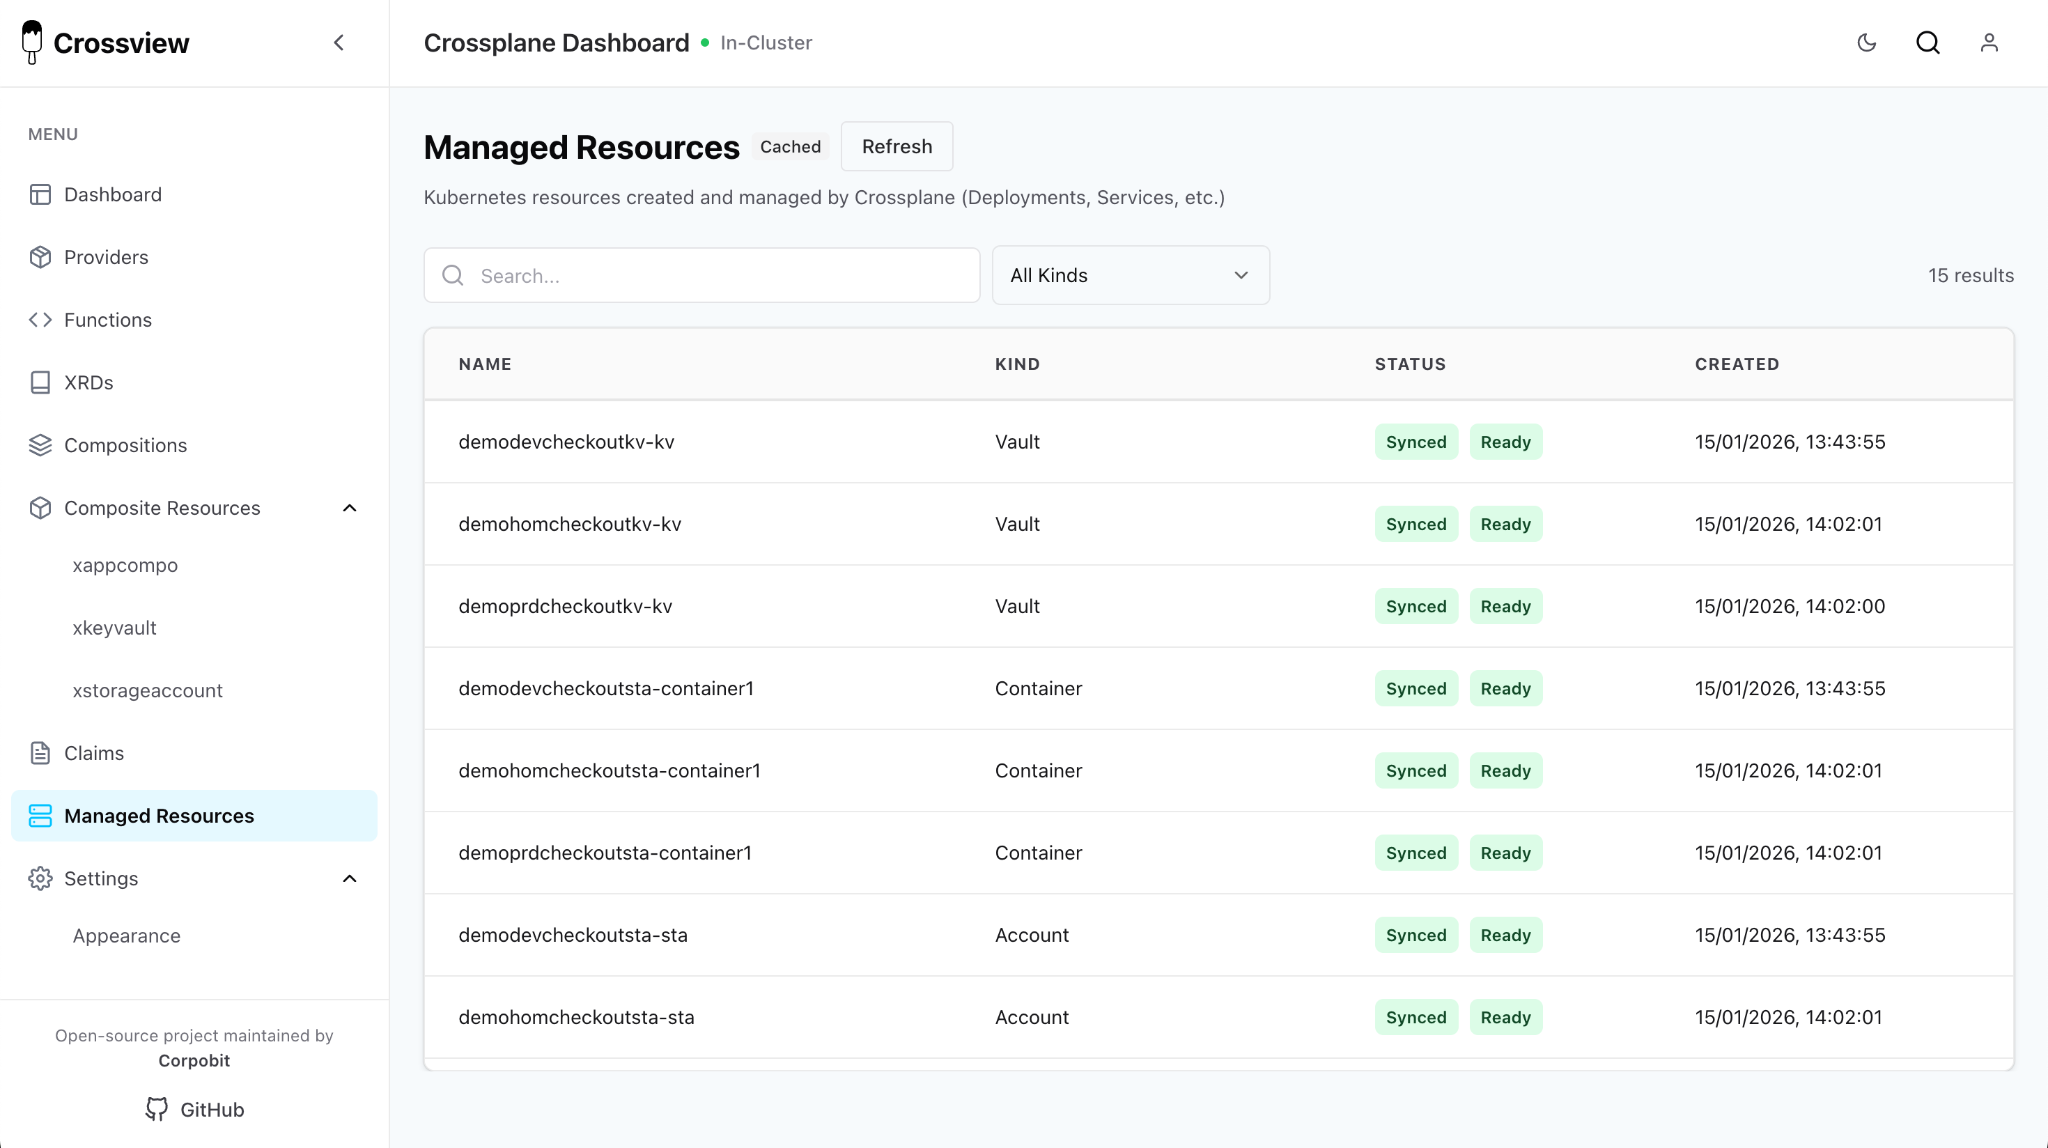 Crossview
Crossplane Dashboard In-Cluster
MENU
Dashboard
Providers
Functions
XRDs
Compositions
Composite Resources
xappcompo
xkeyvault
xstorageaccount
Claims
Managed Resources
Settings
Appearance
Open-source project maintained by
Corpobit
GitHub
Managed Resources Cached Refresh
Kubernetes resources created and managed by Crossplane (Deployments, Services, etc.)
Search... All Kinds 15 results
NAME KIND STATUS CREATED
demodevcheckoutkv-kv Vault Synced Ready 15/01/2026, 13:43:55
demohomcheckoutkv-kv Vault Synced Ready 15/01/2026, 14:02:01
demoprdcheckoutkv-kv Vault Synced Ready 15/01/2026, 14:02:00
demodevcheckoutsta-container1 Container Synced Ready 15/01/2026, 13:43:55
demohomcheckoutsta-container1 Container Synced Ready 15/01/2026, 14:02:01
demoprdcheckoutsta-container1 Container Synced Ready 15/01/2026, 14:02:01
demodevcheckoutsta-sta Account Synced Ready 15/01/2026, 13:43:55
demohomcheckoutsta-sta Account Synced Ready 15/01/2026, 14:02:01